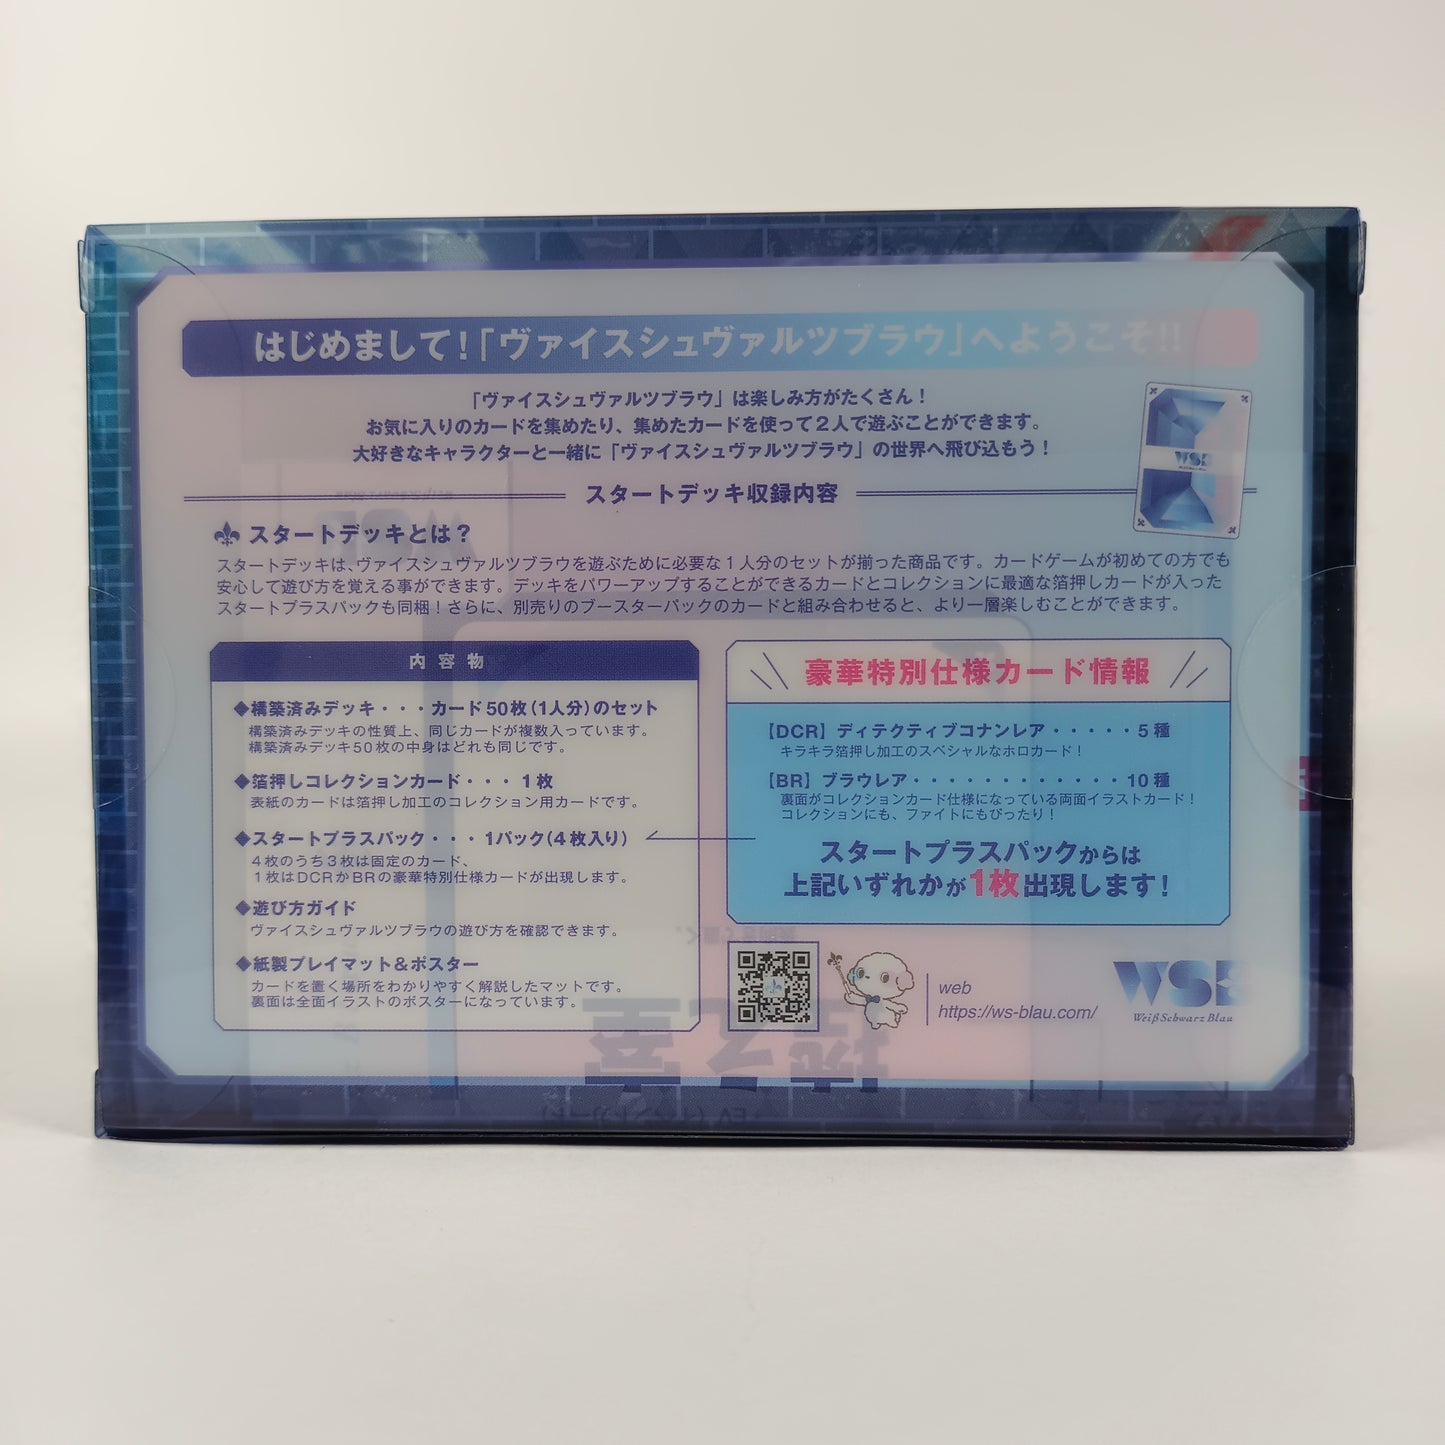 はじめまして！「ヴァイスシュヴァルツブラウ」へようこそ!!
「ヴァイスシュヴァルツブラウ」は楽しみ方がたくさん！
お気に入りのカードを集めたり、集めたカードを使って２人で遊ぶことができます。
大好きなキャラクターと一緒に「ヴァイスシュヴァルツブラウ」の世界へ飛び込もう！
WSB
スタートデッキ収録内容
スタートデッキとは？
スタートデッキは、ヴァイスシュヴァルツブラウを遊ぶために必要な１人分のセットが揃った商品です。カードゲームが初めての方でも
安心して遊び方を覚える事ができます。デッキをパワーアップすることができるカードとコレクションに最適な箔押しカードが入った
スタートプラスパックも同梱！さらに、別売りのブースターパックのカードと組み合わせると、より一層楽しむことができます。
内容物
◆構築済みデッキ・・・カード50枚（1人分）のセット
構築済みデッキの性質上、同じカードが複数入っています。
構築済みデッキ50枚の中身はどれも同じです。
◆箔押しコレクションカード・・・1枚
表紙のカードは箔押し加工のコレクション用カードです。
◆スタートプラスパック・・・1パック（4枚入り）
４枚のうち３枚は固定のカード、
１枚はDCRかBRの豪華特別仕様カードが出現します。
◆遊び方ガイド
ヴァイスシュヴァルツブラウの遊び方を確認できます。
◆紙製プレイマット＆ポスター
カードを置く場所をわかりやすく解説したマットです。
裏面は全面イラストのポスターになっています。
豪華特別仕様カード情報
【DCR】ディテクティブコナンレア・・・・・5種
キラキラ箔押し加工のスペシャルなホロカード！
【BR】ブラウレア・・・・・・・・・・・・10種
裏面がコレクションカード仕様になっている両面イラストカード！
コレクションにも、ファイトにもぴったり！
スタートプラスパックからは
上記いずれかが1枚出現します！
web
https://ws-blau.com/
WSB
Weiß Schwarz Blau